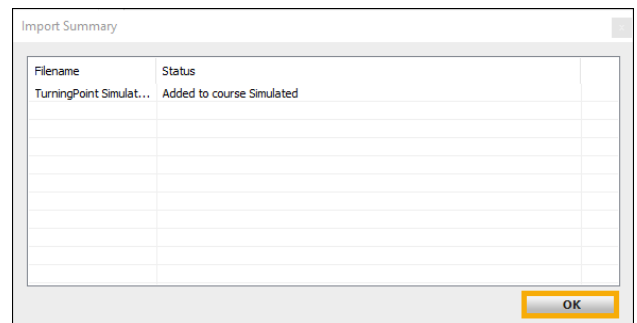 Import Summary
Filename Status
TurningPoint Simulat... Added to course Simulated
OK